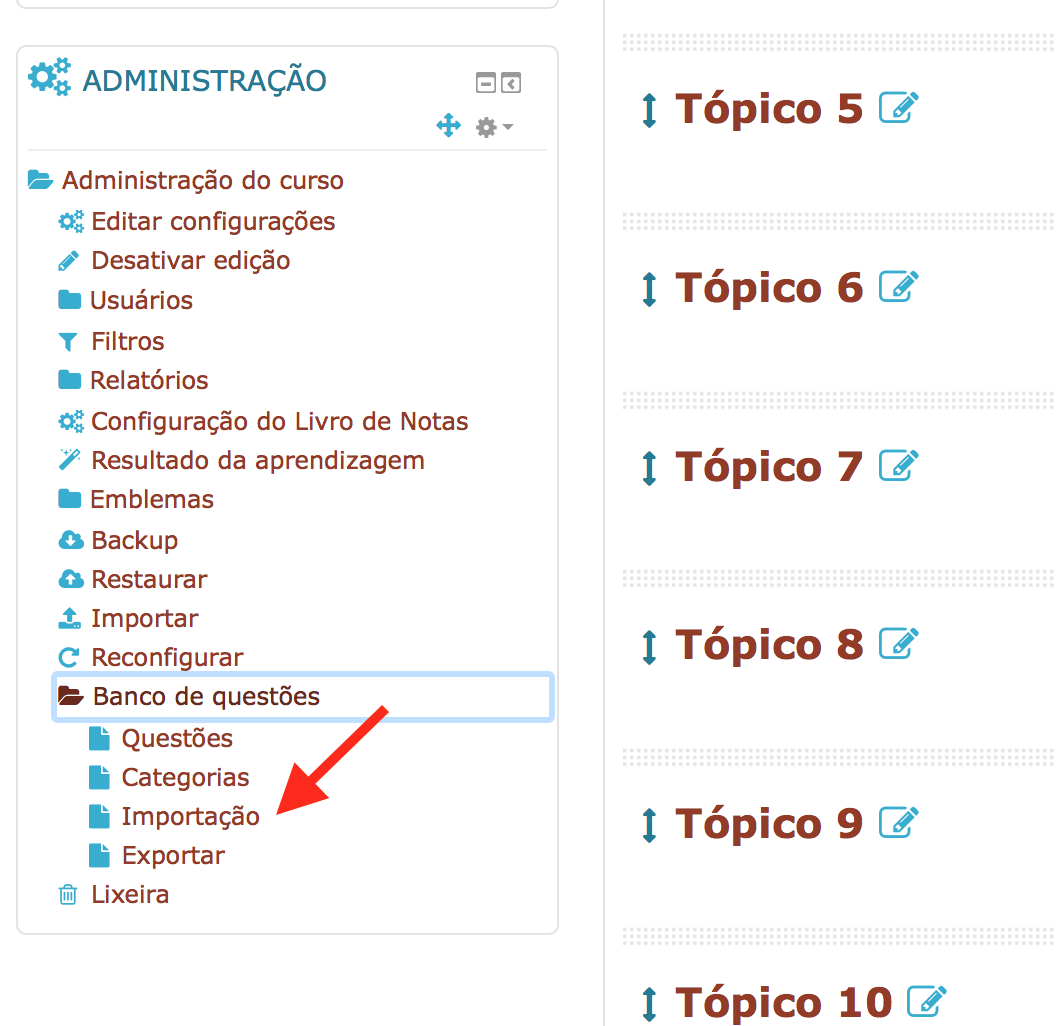 ADMINISTRAÇÃO
Administração do curso
Editar configurações
Desativar edição
Usuários
Filtros
Relatórios
Configuração do Livro de Notas
Resultado da aprendizagem
Emblemas
Backup
Restaurar
Importar
Reconfigurar
Banco de questões
Questões
Categorias
Importação
Exportar
Lixeira
Tópico 5
Tópico 6
Tópico 7
Tópico 8
Tópico 9
Tópico 10